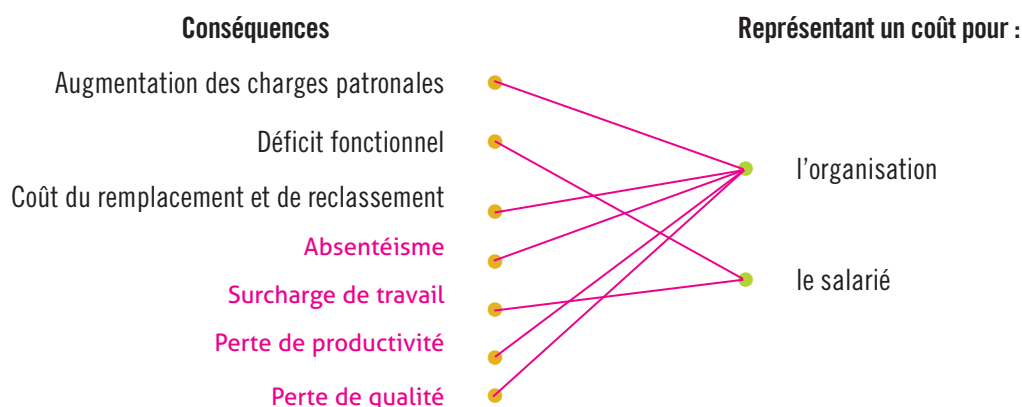 Conséquences
Représentant un coût pour :
Augmentation des charges patronales
Déficit fonctionnel
l'organisation
Coût du remplacement et de reclassement
Absentéisme
le salarié
Surcharge de travail
Perte de productivité
Perte de qualité